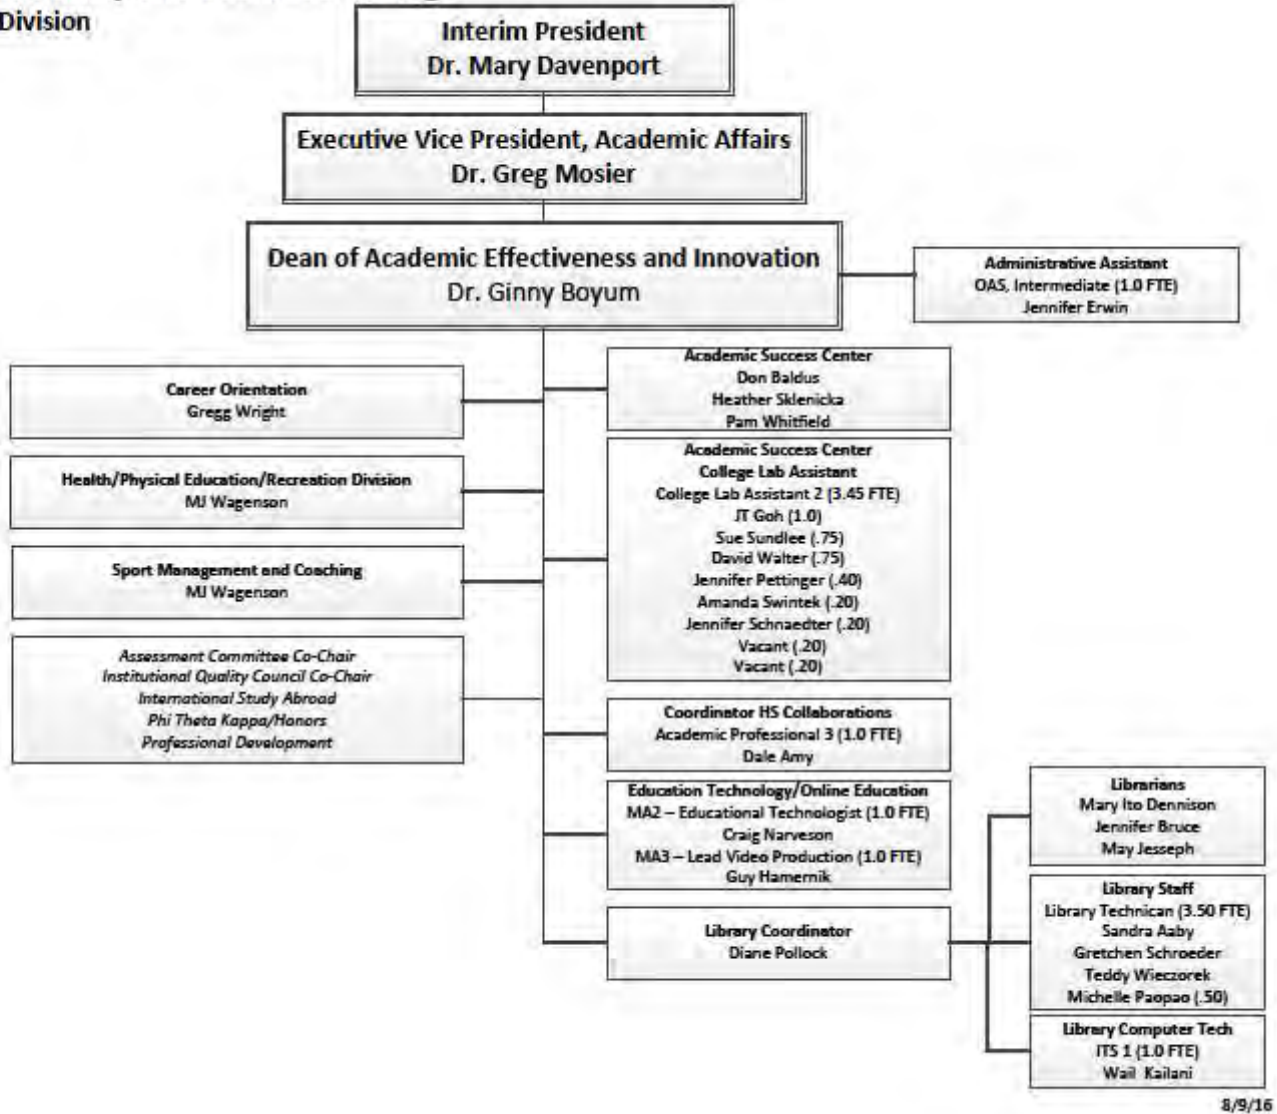 Division
Interim President
Dr. Mary Davenport
Executive Vice President, Academic Affairs
Dr. Greg Mosier
Dean of Academic Effectiveness and Innovation
Dr. Ginny Boyum
Administrative Assistant
OAS, Intermediate (1.0 FTE)
Jennifer Erwin
Career Orientation
Gregg Wright
Health/Physical Education/Recreation Division
MJ Wagenson
Sport Management and Coaching
MJ Wagenson
Assessment Committee Co-Chair
Institutional Quality Council Co-Chair
International Study Abroad
Phi Theta Kappa/Honors
Professional Development
Academic Success Center
Don Baldus
Heather Sklenicka
Pam Whitfield
Academic Success Center
College Lab Assistant
College Lab Assistant 2 (3.45 FTE)
JT Goh (1.0)
Sue Sundlee (.75)
David Walter (.75)
Jennifer Pettinger (.40)
Amanda Swintek (.20)
Jennifer Schnaedter (.20)
Vacant (.20)
Vacant (.20)
Coordinator HS Collaborations
Academic Professional 3 (1.0 FTE)
Dale Amy
Education Technology/Online Education
MA2 – Educational Technologist (1.0 FTE)
Craig Narveson
MA3 – Lead Video Production (1.0 FTE)
Guy Hamernik
Library Coordinator
Diane Pollock
Librarians
Mary Ito Dennison
Jennifer Bruce
May Jesseph
Library Staff
Library Technican (3.50 FTE)
Sandra Aaby
Gretchen Schroeder
Teddy Wieczorek
Michelle Paopao (.50)
Library Computer Tech
ITS 1 (1.0 FTE)
Wail Kailani
8/9/16